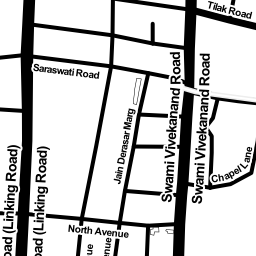 Tilak Road
Saraswati Road
Swami Vivekanand Road
Swami Vivekanand Road
Jain Derasar Marg
Chapel Lane
(Linking Road)
(Linking Road)
North Avenue